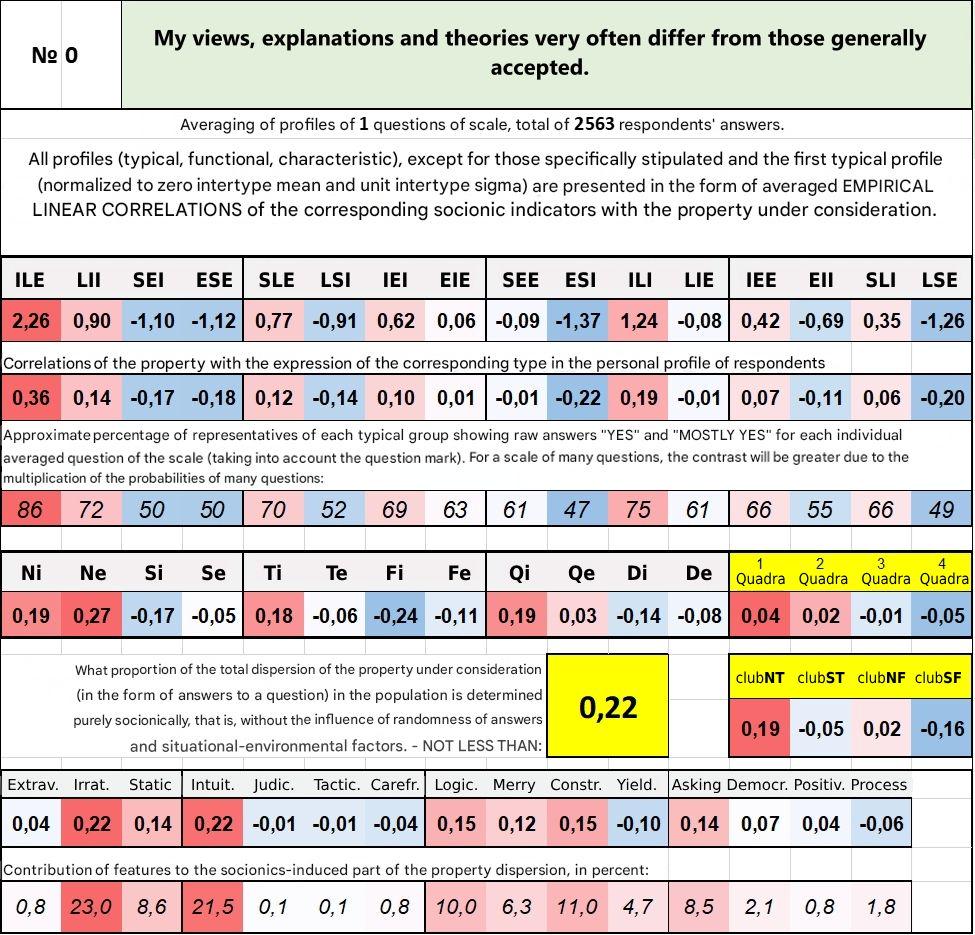 № 0
My views, explanations and theories very often differ from those generally
accepted.
Averaging of profiles of 1 questions of scale, total of 2563 respondents' answers.
All profiles (typical, functional, characteristic), except for those specifically stipulated and the first typical profile
(normalized to zero intertype mean and unit intertype sigma) are presented in the form of averaged EMPIRICAL
LINEAR CORRELATIONS of the corresponding socionic indicators with the property under consideration.
ILE LII SEI ESE SLE LSI IEI EIE SEE ESI ILI LIE IEE EII SLI LSE
2,26 0,90 -1,10 -1,12 0,77 -0,91 0,62 0,06 -0,09 -1,37 1,24 -0,08 0,42 -0,69 0,35 -1,26
Correlations of the property with the expression of the corresponding type in the personal profile of respondents
0,36 0,14 -0,17 -0,18 0,12 -0,14 0,10 0,01 -0,01 -0,22 0,19 -0,01 0,07 -0,11 0,06 -0,20
Approximate percentage of representatives of each typical group showing raw answers "YES" and "MOSTLY YES" for each individual
averaged question of the scale (taking into account the question mark). For a scale of many questions, the contrast will be greater due to the
multiplication of the probabilities of many questions:
86 72 50 50 70 52 69 63 61 47 75 61 66 55 66 49
Ni Ne Si Se Ti Te Fi Fe Qi Qe Di De 1 2 3 4
Quadra Quadra Quadra Quadra
0,19 0,27 -0,17 -0,05 0,18 -0,06 -0,24 -0,11 0,19 0,03 -0,14 -0,08 0,04 0,02 -0,01 -0,05
What proportion of the total dispersion of the property under consideration
(in the form of answers to a question) in the population is determined
purely socionically, that is, without the influence of randomness of answers
and situational-environmental factors. - NOT LESS THAN:
0,22
clubNT clubST clubNF clubSF
0,19 -0,05 0,02 -0,16
Extrav. Irrat. Static Intuit. Judic. Tactic. Carefr. Logic. Merry Constr. Yield. Asking Democr. Positiv. Process
0,04 0,22 0,14 0,22 -0,01 -0,01 -0,04 0,15 0,12 0,15 -0,10 0,14 0,07 0,04 -0,06
Contribution of features to the socionics-induced part of the property dispersion, in percent:
0,8 23,0 8,6 21,5 0,1 0,1 0,8 10,0 6,3 11,0 4,7 8,5 2,1 0,8 1,8